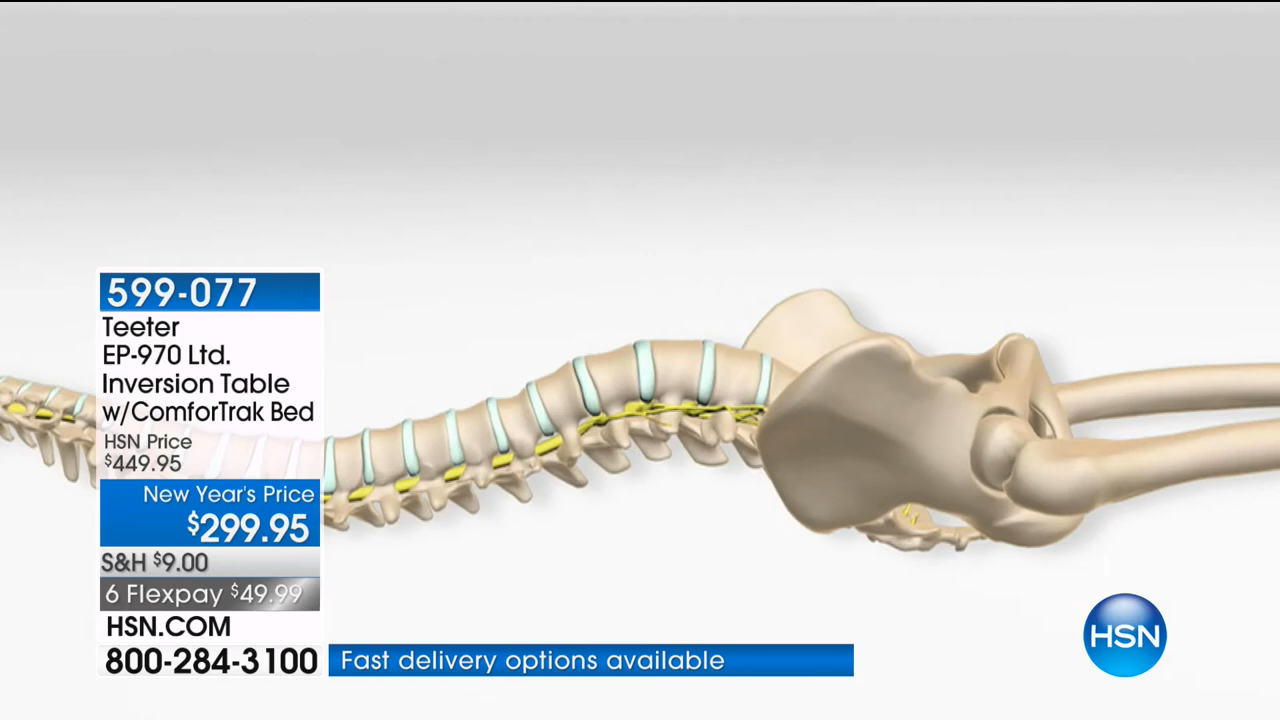 599-077
Teeter
EP-970 Ltd.
Inversion Table
w/ComforTrak Bed
HSN Price
$449.95
New Year's Price
$299.95
S&H $9.00
6 Flexpay $49.99
HSN.COM
800-284-3100
Fast delivery options available
HSN